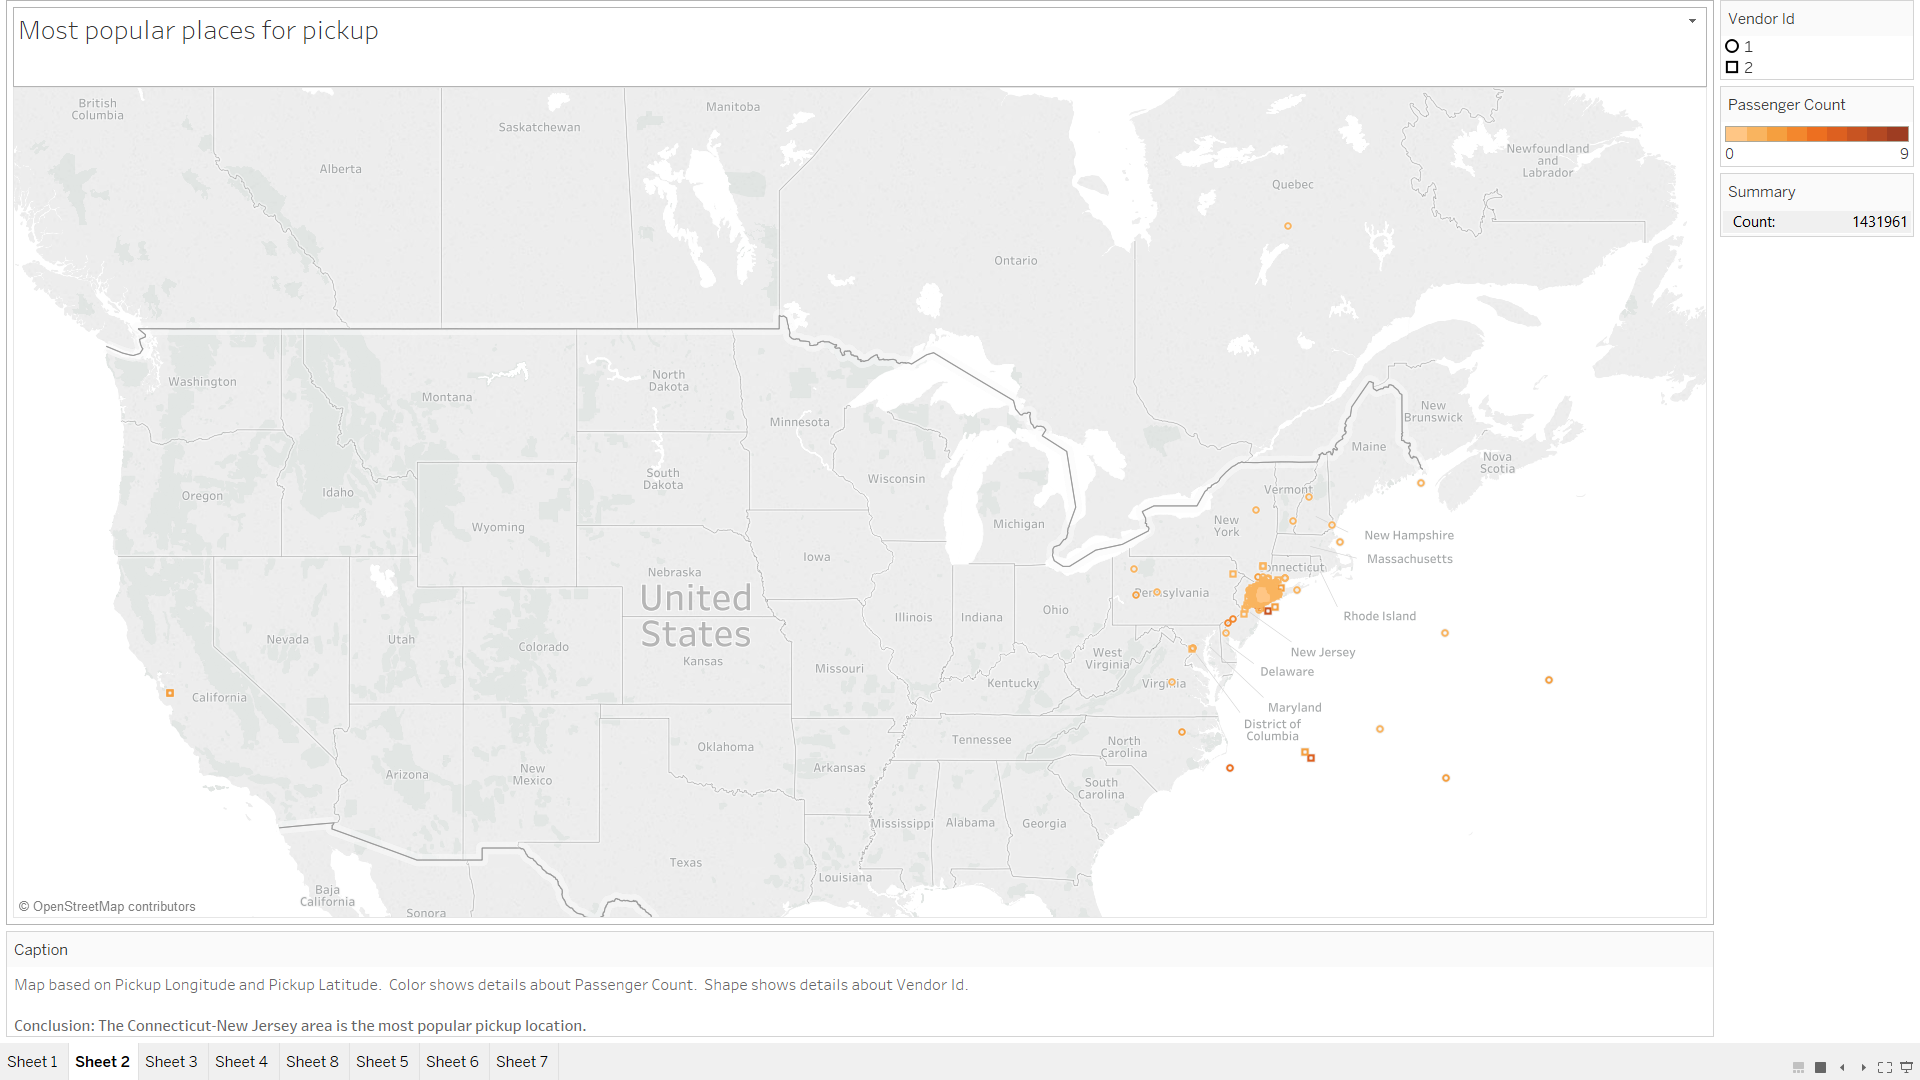 Most popular places for pickup
Vendor Id
1
2
Passenger Count
0
9
Summary
Count:
1431961
British
Columbia
Alberta
Saskatchewan
Manitoba
Ontario
Quebec
Newfoundland
and
Labrador
Washington
Montana
North
Dakota
Minnesota
New
Brunswick
Maine
Nova
Scotia
Oregon
Idaho
Wyoming
South
Dakota
Wisconsin
Michigan
Vermont
New
York
New Hampshire
Massachusetts
Iowa
Nebraska
United
States
onnecticut
Pennsylvania
Rhode Island
Nevada
Utah
Colorado
Kansas
Illinois
Indiana
Ohio
Missouri
West
Virginia
New Jersey
Delaware
California
Kentucky
Virginia
Maryland
District of
Columbia
Arizona
New
Mexico
Oklahoma
Arkansas
Tennessee
North
Carolina
South
Carolina
Mississippi
Alabama
Georgia
Texas
Louisiana
Baja
California
Sonora
© OpenStreetMap contributors
Caption
Map based on Pickup Longitude and Pickup Latitude. Color shows details about Passenger Count. Shape shows details about Vendor Id.
Conclusion: The Connecticut-New Jersey area is the most popular pickup location.
Sheet 1
Sheet 2
Sheet 3
Sheet 4
Sheet 8
Sheet 5
Sheet 6
Sheet 7